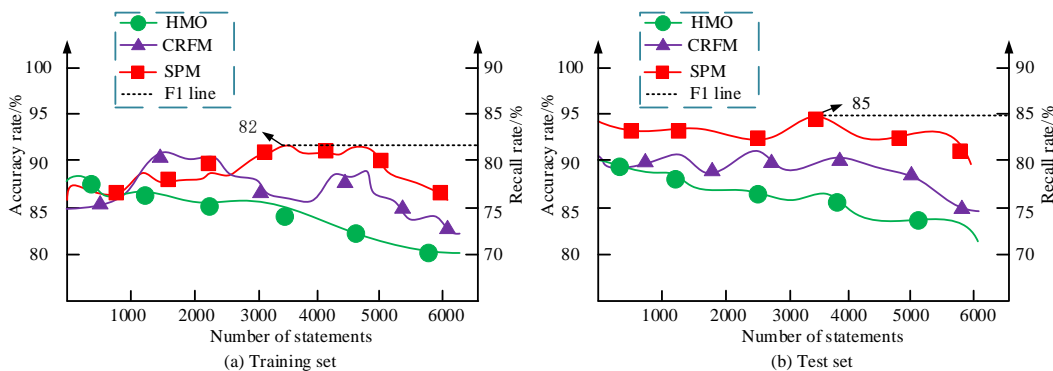 HMO
CRFM
SPM
F1 line
100
95
90
85
80
Accuracy rate/%
90
85
80
75
70
Recall rate/%
82
1000 2000 3000 4000 5000 6000
Number of statements
(a) Training set
HMO
CRFM
SPM
F1 line
100
95
90
85
80
Accuracy rate/%
90
85
80
75
70
Recall rate/%
85
1000 2000 3000 4000 5000 6000
Number of statements
(b) Test set